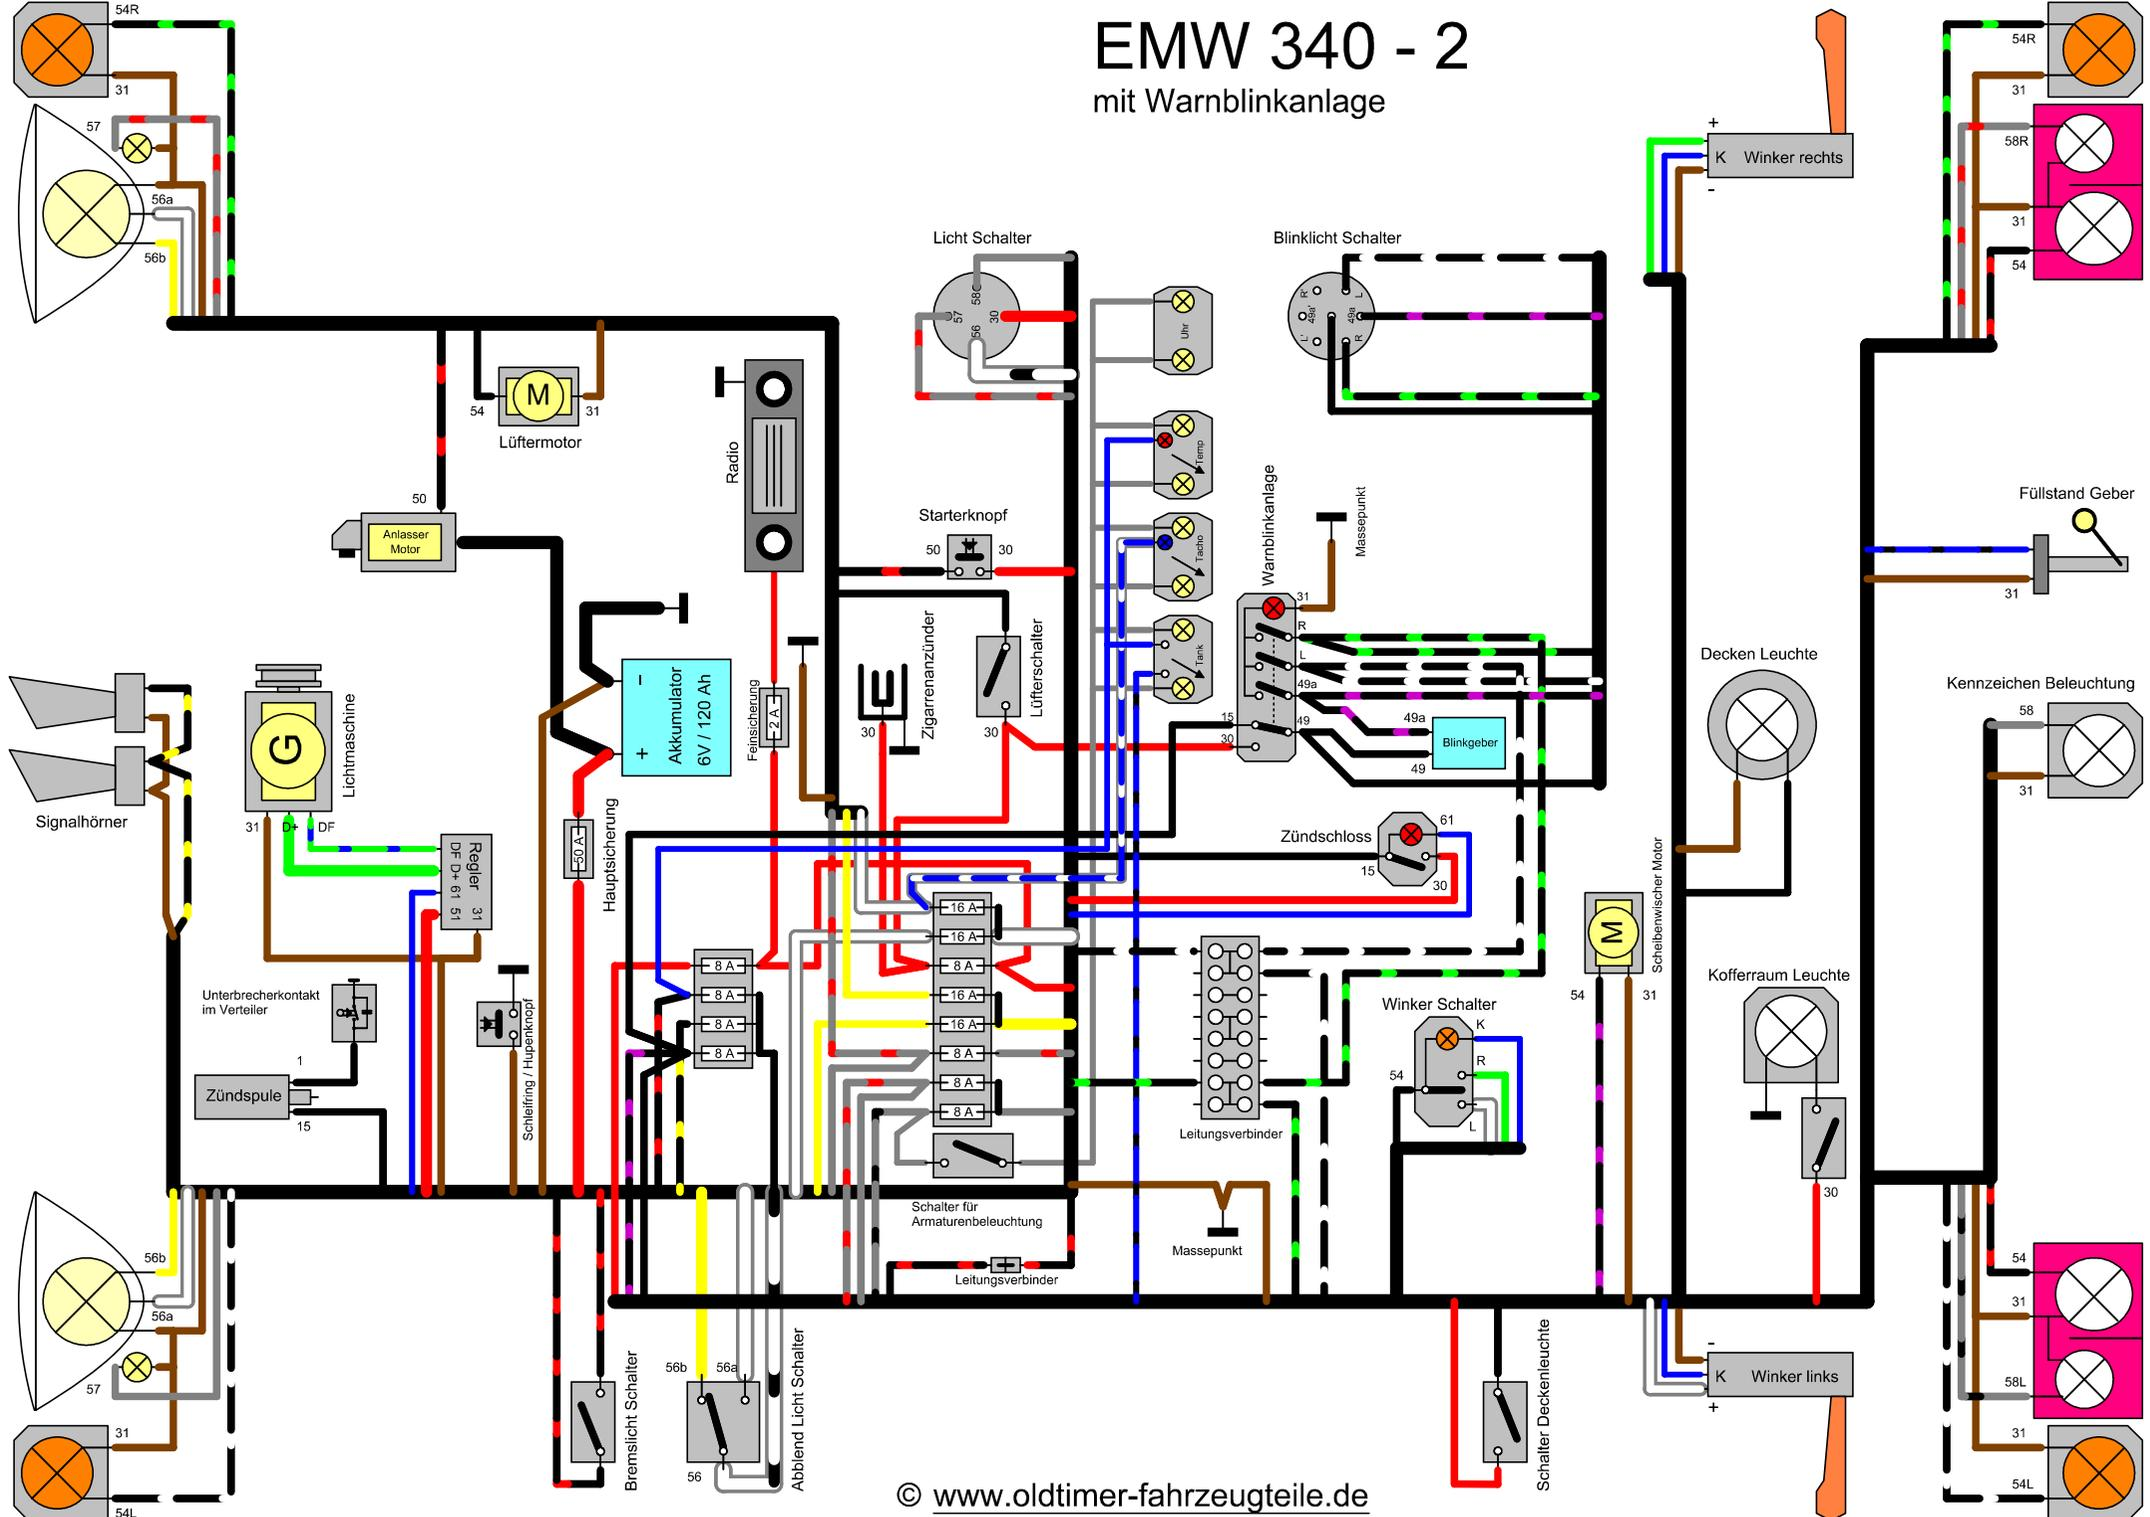 EMW 340 - 2
mit Warnblinkanlage
54R
31
57
56a
56b
54R
31
58R
31
54
+
K
Winker rechts
-
Licht Schalter
58
57
30
56
Uhr
Blinklicht Schalter
R'
L
49a'
49a
L'
R
54
M
31
Lüftermotor
Radio
Temp
50
Anlasser
Motor
Starterknopf
50
30
Tacho
Warnblinkanlage
Massepunkt
Füllstand Geber
31
Zigarrenanzünder
30
Lüfterschalter
30
Tank
31
R
L
49a
15
49
30
49a
Blinkgeber
49
Decken Leuchte
Kennzeichen Beleuchtung
58
31
Signalhörner
G
Lichtmaschine
31
D+
DF
-
+
Akkumulator
6V / 120 Ah
Feinsicherung
2 A
Hauptsicherung
50 A
Regler
DF
D+
61
51
31
Zündschloss
61
15
30
16 A
16 A
8 A
16 A
16 A
8 A
8 A
8 A
8 A
8 A
8 A
8 A
Scheibenwischer Motor
M
54
31
Unterbrecherkontakt
im Verteiler
Schleifring / Hupenknopf
1
Zündspule
15
Leitungsverbinder
Winker Schalter
K
R
54
L
Kofferraum Leuchte
30
Schalter für
Armaturenbeleuchtung
Leitungsverbinder
Massepunkt
56b
56a
57
31
54L
Bremslicht Schalter
56b
56a
56
Abblend Licht Schalter
Schalter Deckenleuchte
-
K
Winker links
+
54
31
58L
31
54L
© www.oldtimer-fahrzeugteile.de